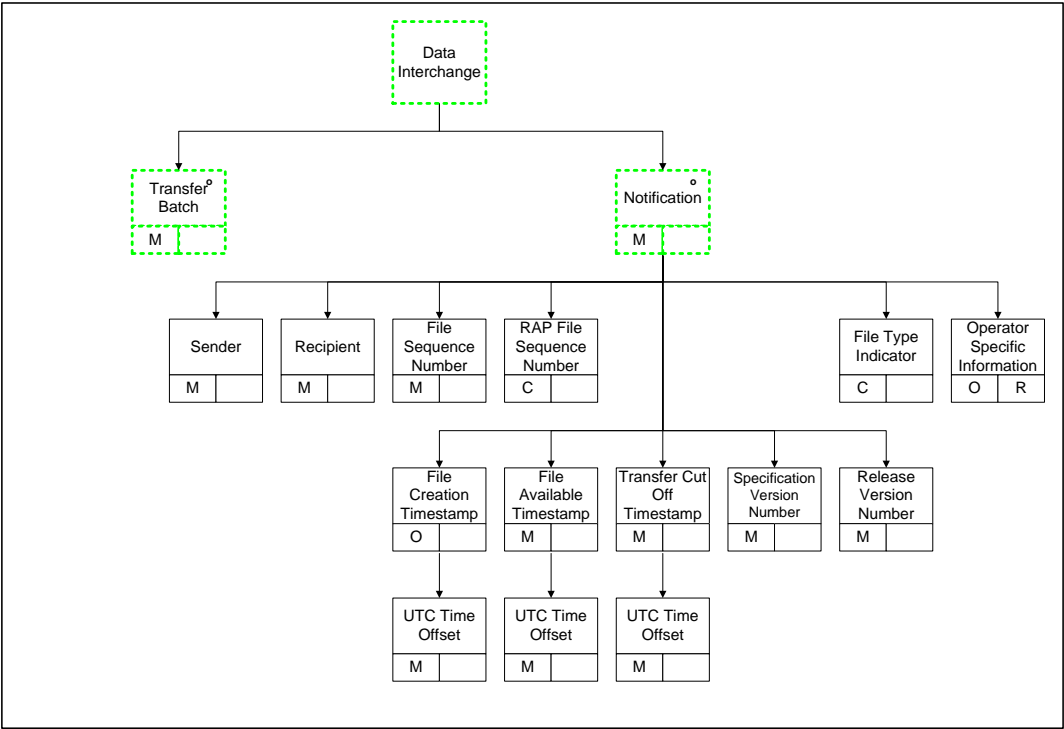 Data
Interchange
Transfer
Batch
M
Notification
M
Sender
M
Recipient
M
File
Sequence
Number
M
RAP File
Sequence
Number
C
File Type
Indicator
C
Operator
Specific
Information
O R
File
Creation
Timestamp
O
File
Available
Timestamp
M
Transfer Cut
Off
Timestamp
M
Specification
Version
Number
M
Release
Version
Number
M
UTC Time
Offset
M
UTC Time
Offset
M
UTC Time
Offset
M